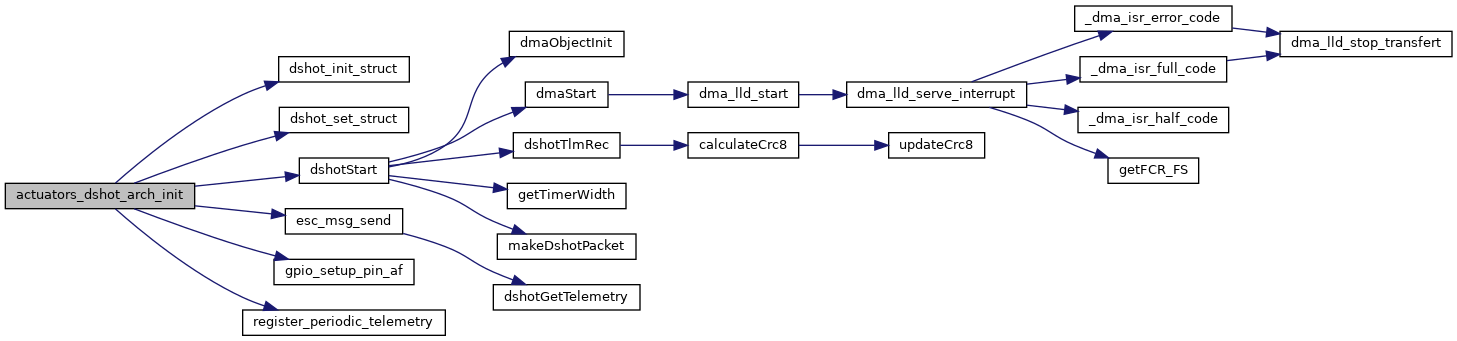 actuators_dshot_arch_init
dshot_init_struct
dshot_set_struct
dshotStart
esc_msg_send
gpio_setup_pin_af
register_periodic_telemetry
dmaObjectInit
dmaStart
dshotTlmRec
getTimerWidth
makeDshotPacket
dshotGetTelemetry
dma_lld_start
calculateCrc8
dma_lld_serve_interrupt
updateCrc8
_dma_isr_error_code
_dma_isr_full_code
_dma_isr_half_code
getFCR_FS
dma_lld_stop_transfert